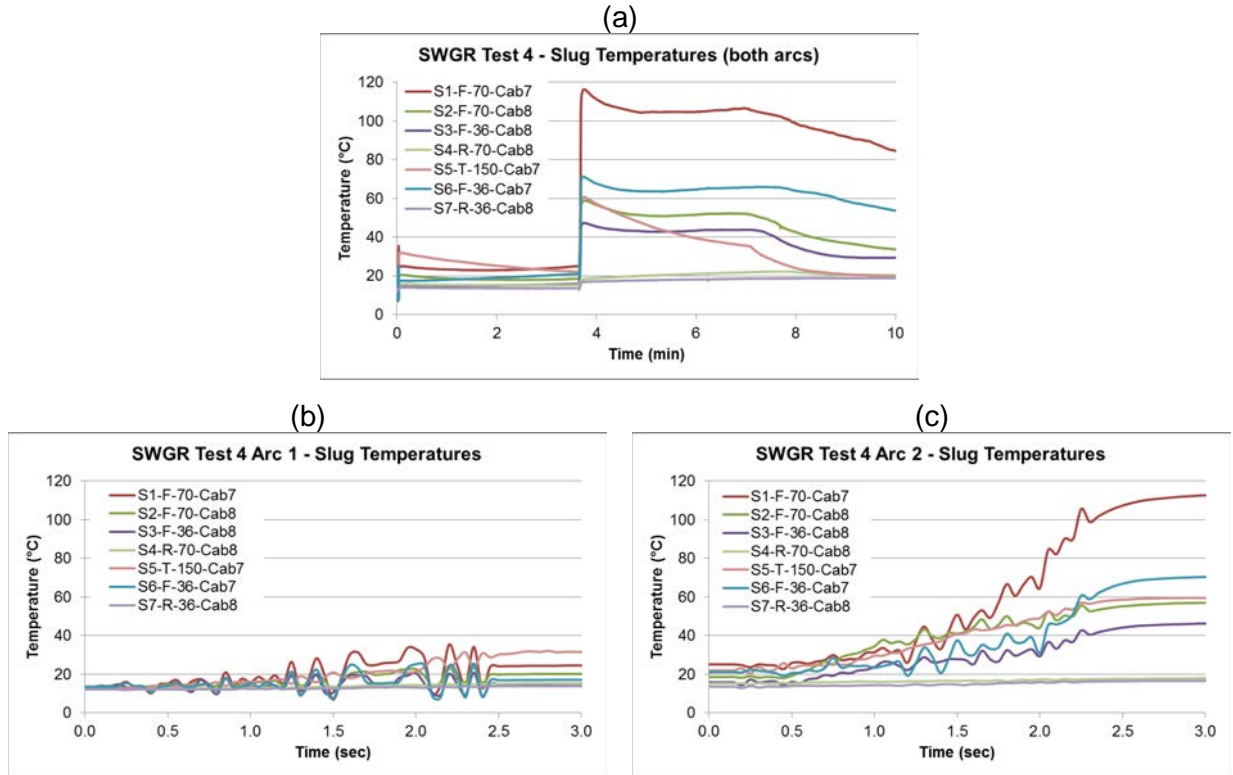 (a)
SWGR Test 4 - Slug Temperatures (both arcs)
Temperature (°C)
120
100
80
60
40
20
0
S1-F-70-Cab7
S2-F-70-Cab8
S3-F-36-Cab8
S4-R-70-Cab8
S5-T-150-Cab7
S6-F-36-Cab7
S7-R-36-Cab8
0 2 4 6 8 10
Time (min)
(b)
SWGR Test 4 Arc 1 - Slug Temperatures
Temperature (°C)
120
100
80
60
40
20
0
S1-F-70-Cab7
S2-F-70-Cab8
S3-F-36-Cab8
S4-R-70-Cab8
S5-T-150-Cab7
S6-F-36-Cab7
S7-R-36-Cab8
0.0 0.5 1.0 1.5 2.0 2.5 3.0
Time (sec)
(c)
SWGR Test 4 Arc 2 - Slug Temperatures
Temperature (°C)
120
100
80
60
40
20
0
S1-F-70-Cab7
S2-F-70-Cab8
S3-F-36-Cab8
S4-R-70-Cab8
S5-T-150-Cab7
S6-F-36-Cab7
S7-R-36-Cab8
0.0 0.5 1.0 1.5 2.0 2.5 3.0
Time (sec)